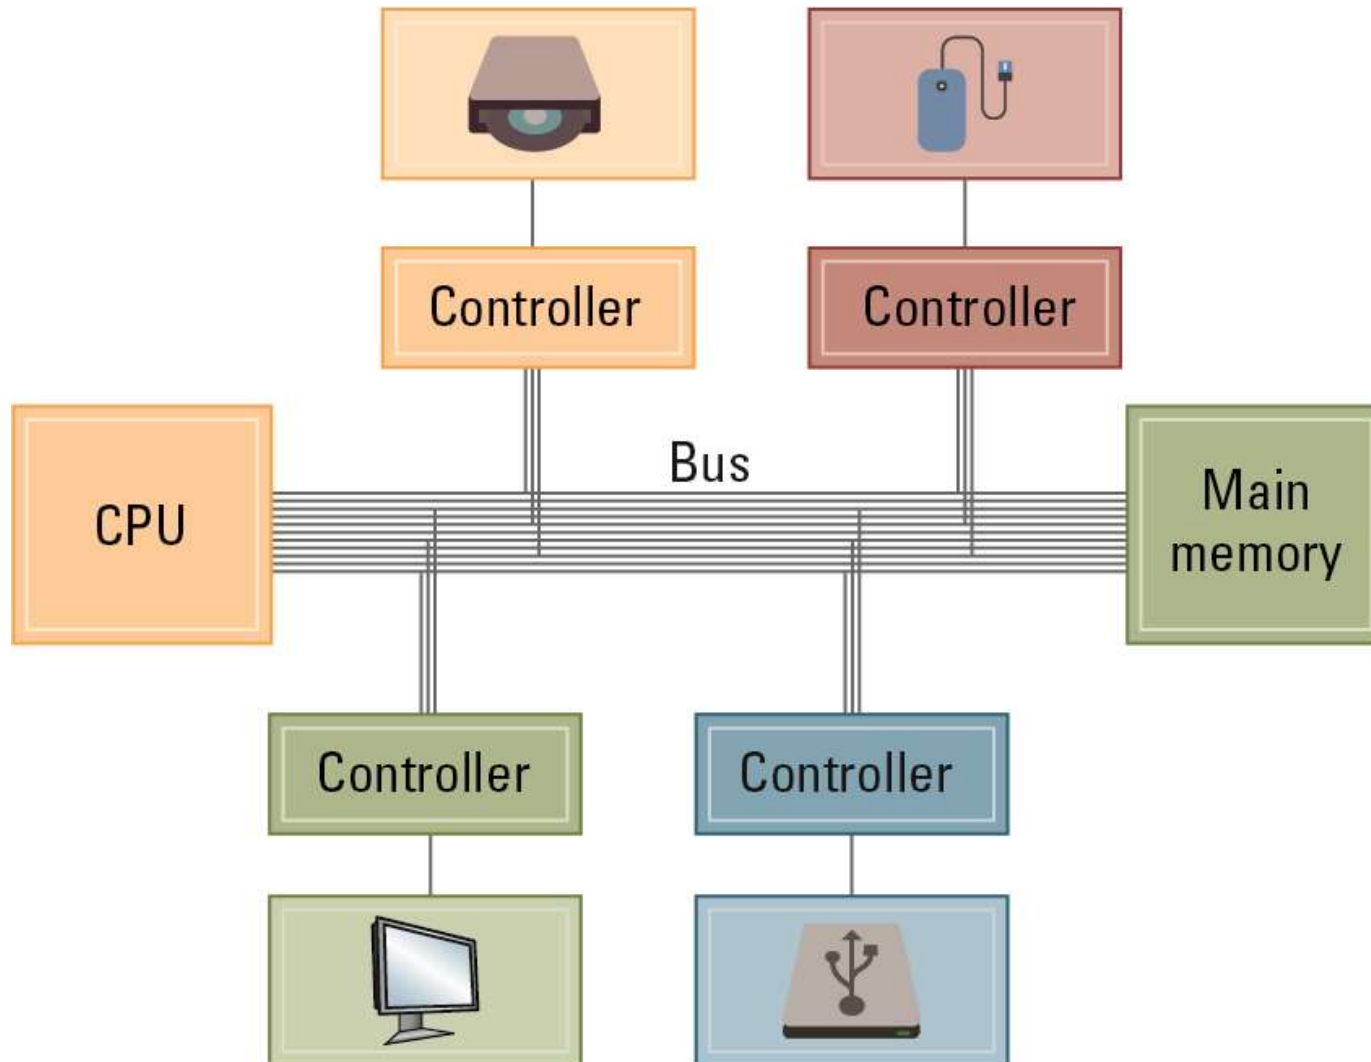 Controller
Controller
Bus
CPU
Main
memory
Controller
Controller